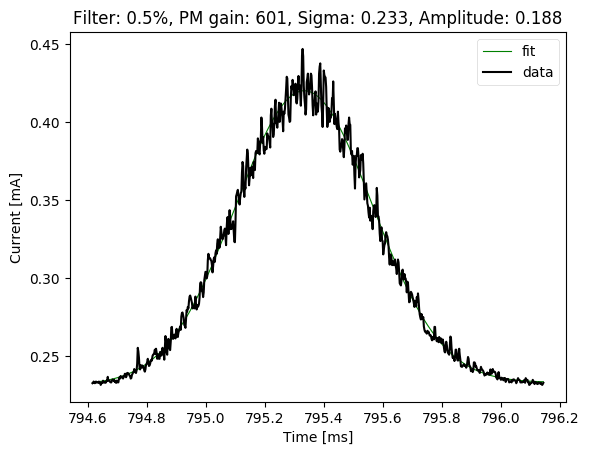 Filter: 0.5%, PM gain: 601, Sigma: 0.233, Amplitude: 0.188
fit
data
Current [mA]
0.45
0.40
0.35
0.30
0.25
794.6 794.8 795.0 795.2 795.4 795.6 795.8 796.0 796.2
Time [ms]